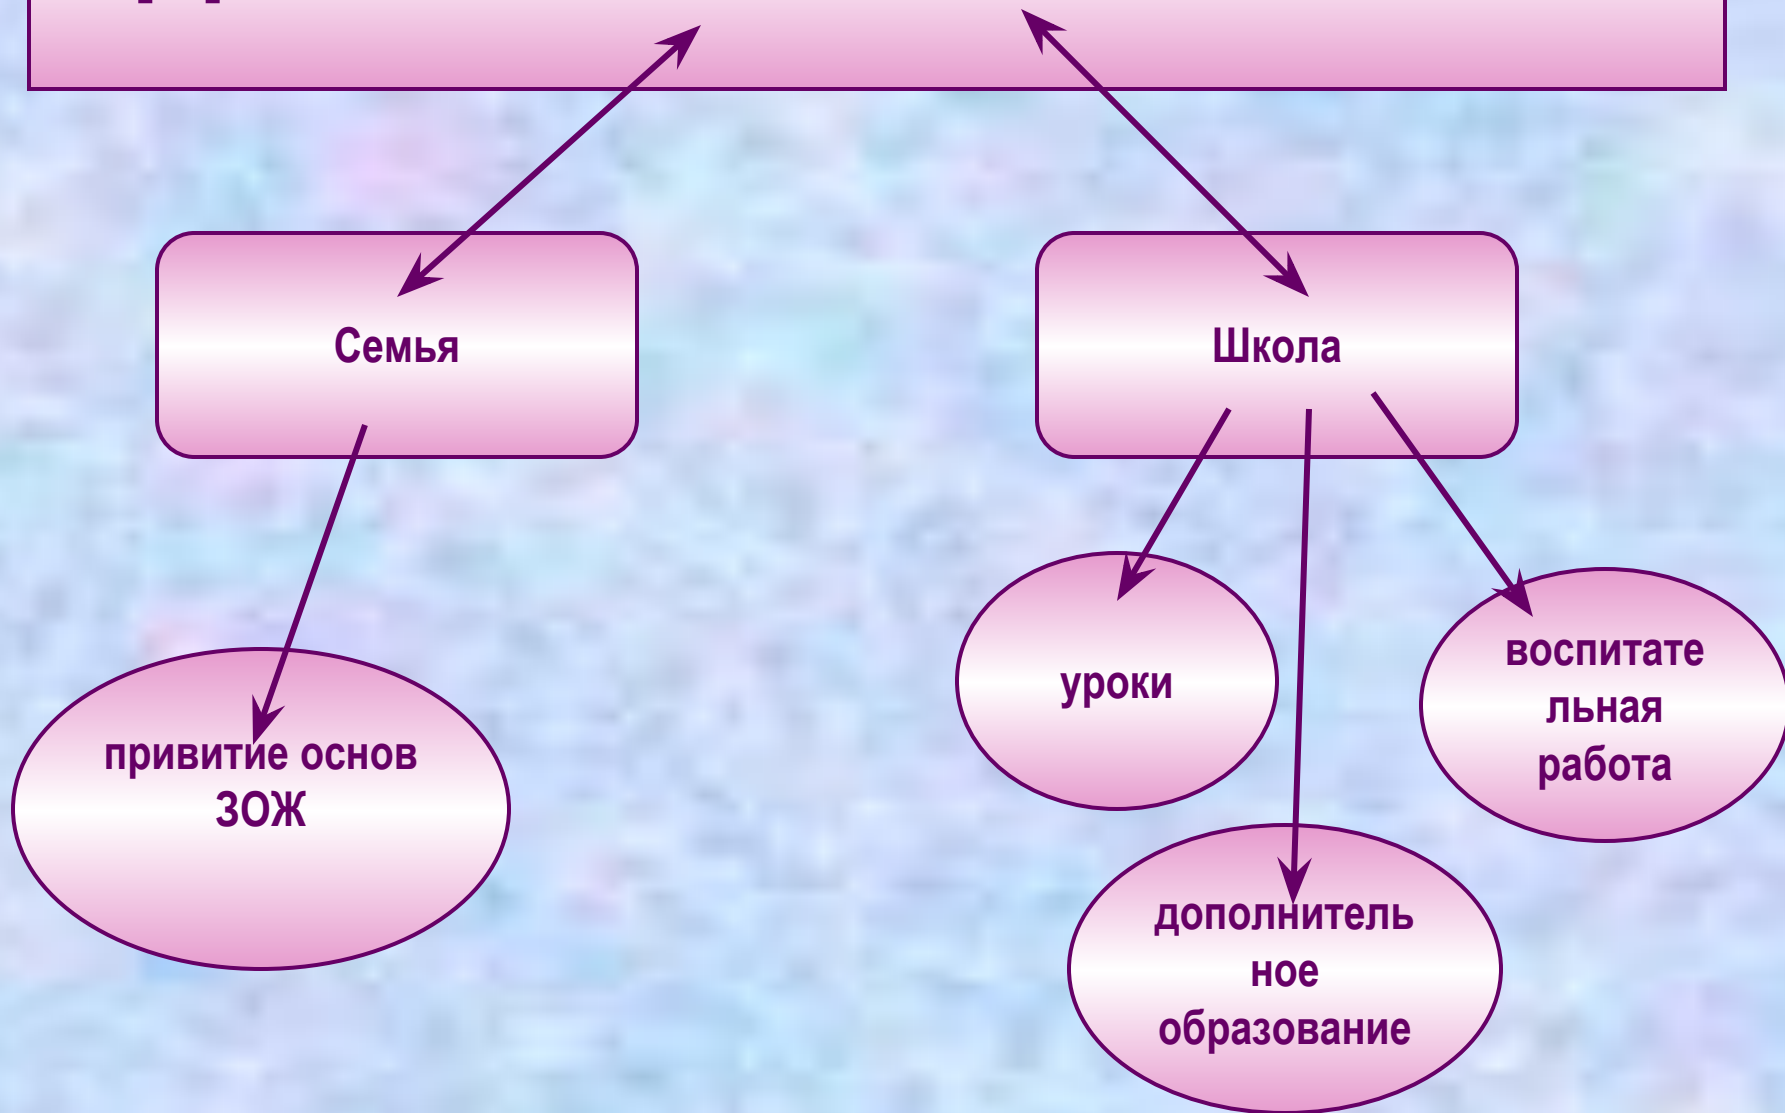 Семья
Школа
уроки
воспитате
льная
работа
привитие основ
ЗОЖ
дополнитель
ное
образование